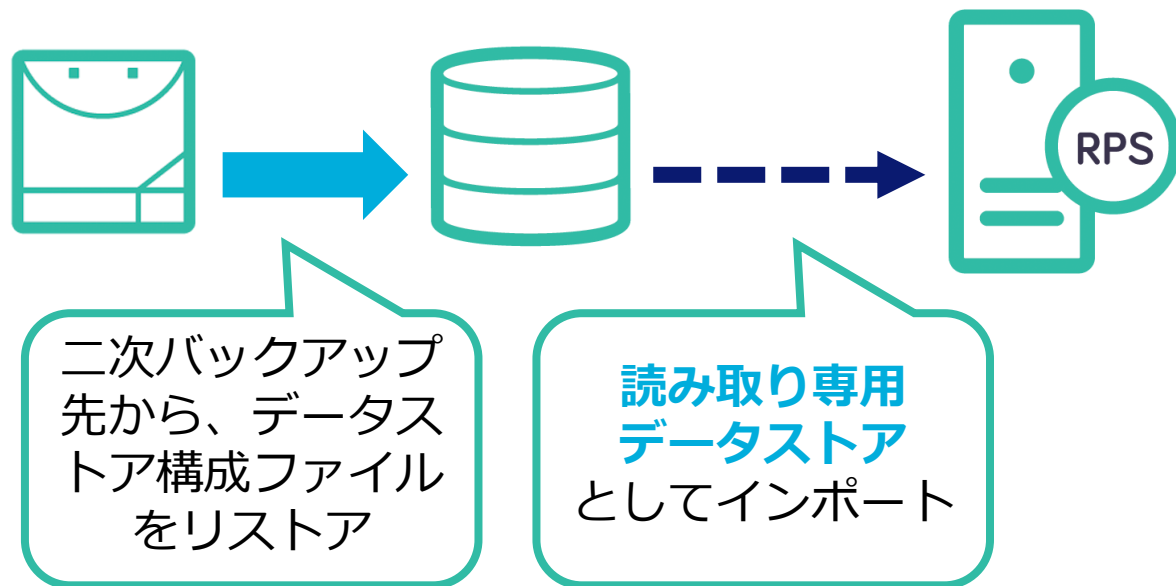 RPS
二次バックアップ
先から、データス
トア構成ファイル
をリストア
読み取り専用
データストア
としてインポート